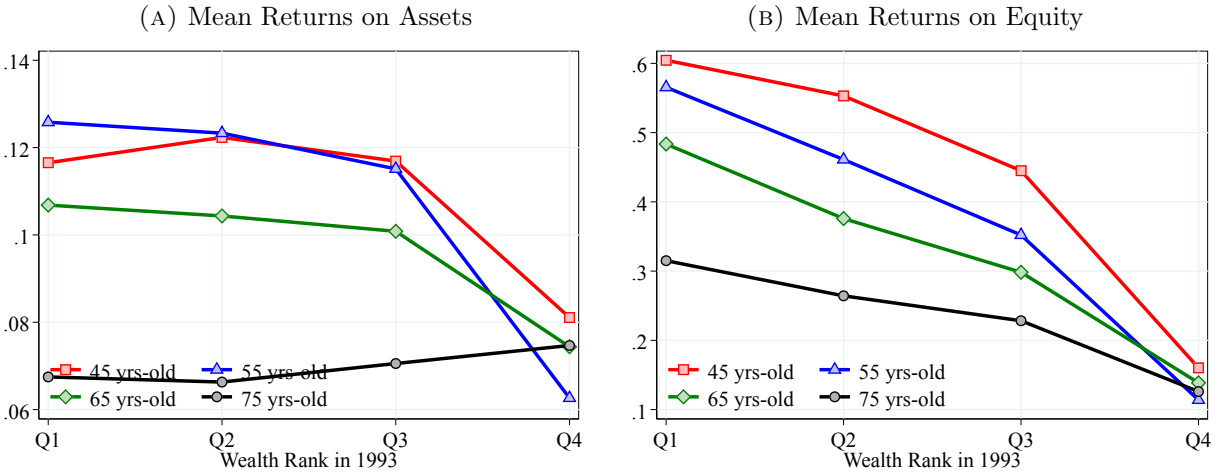 (A) Mean Returns on Assets
.14
.12
.1
.08
.06
45 yrs-old
55 yrs-old
65 yrs-old
75 yrs-old
Q1 Q2 Q3 Q4
Wealth Rank in 1993
(B) Mean Returns on Equity
.6
.5
.4
.3
.2
.1
45 yrs-old
55 yrs-old
65 yrs-old
75 yrs-old
Q1 Q2 Q3 Q4
Wealth Rank in 1993